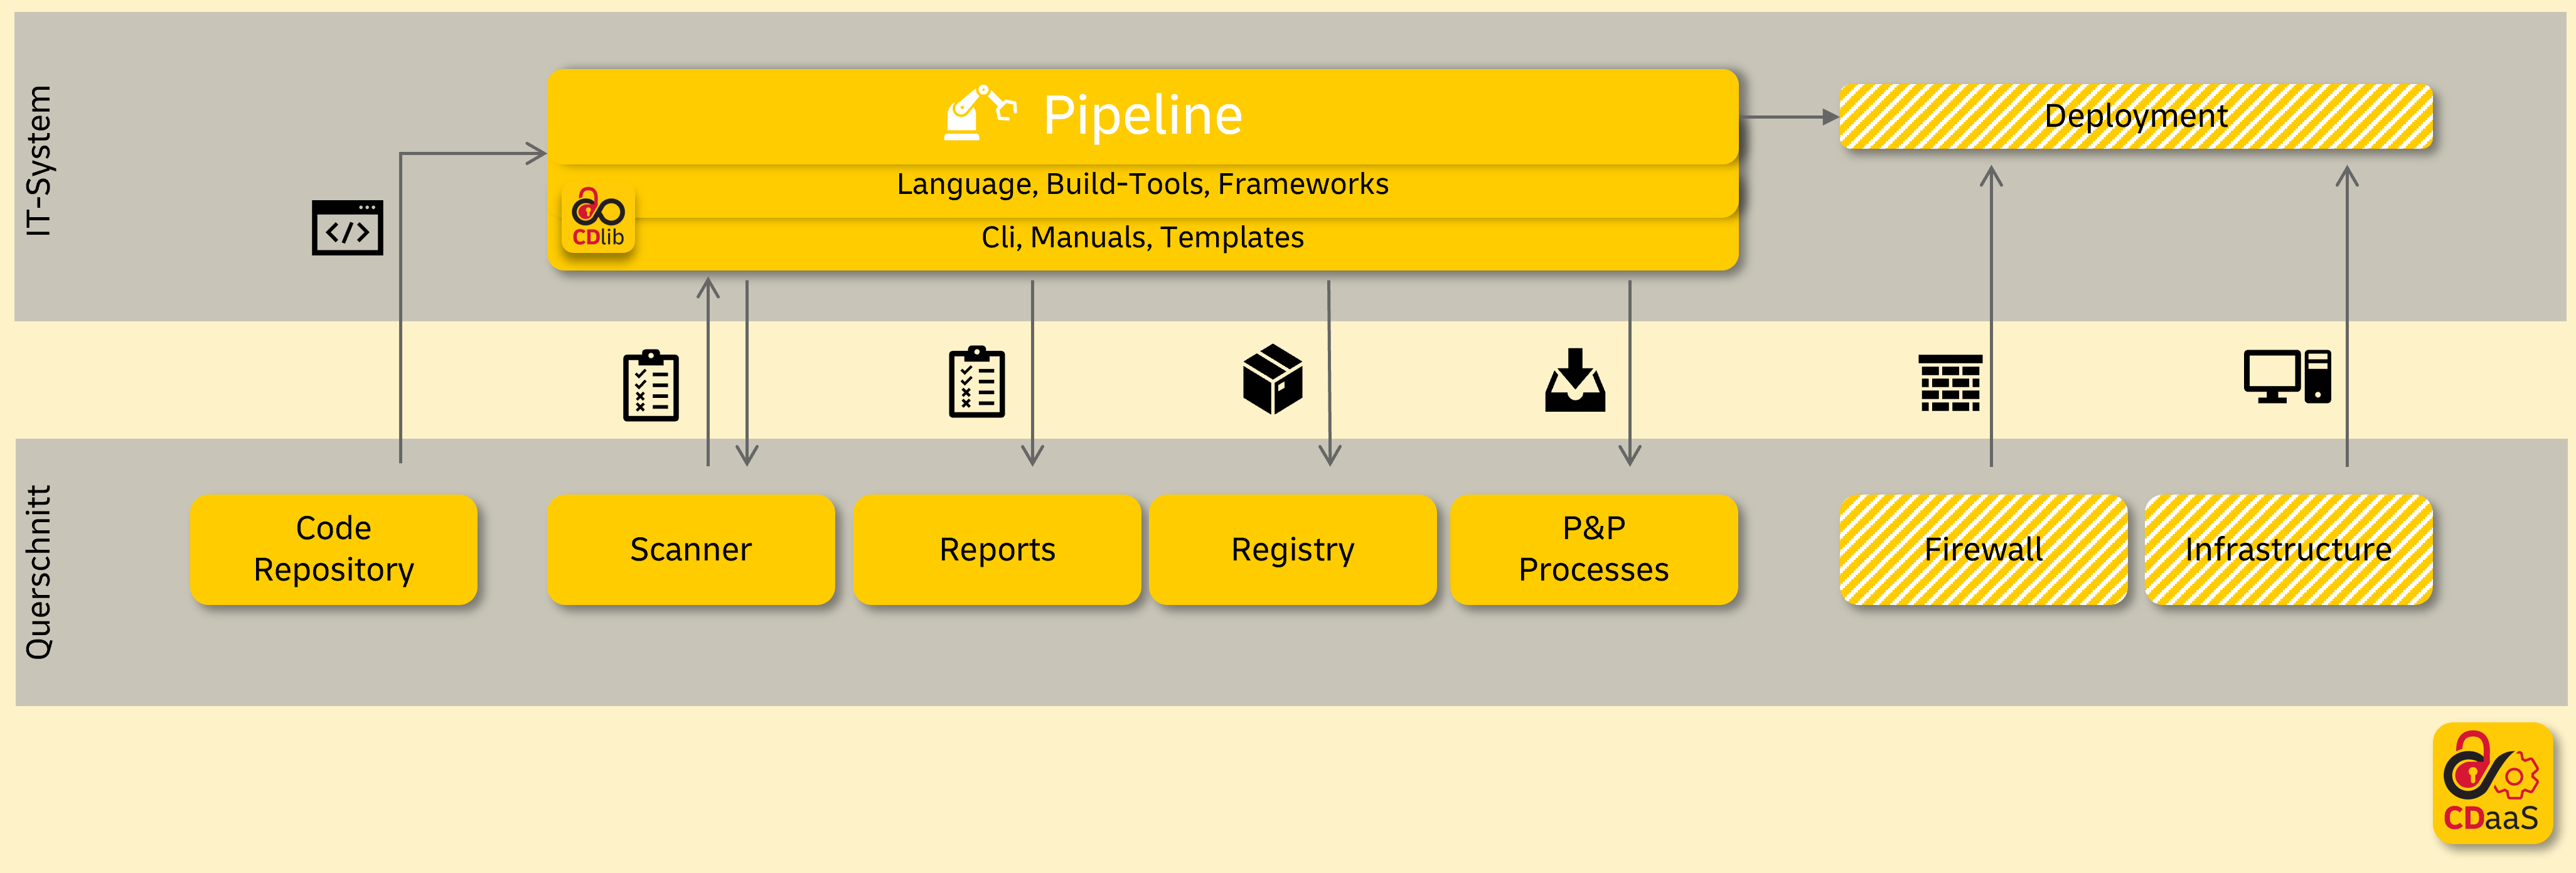 IT-System
Pipeline
Language, Build-Tools, Frameworks
CDlib
Cli, Manuals, Templates
Deployment
Querschnitt
Code
Repository
Scanner
Reports
Registry
P&P
Processes
Firewall
Infrastructure
CDaaS